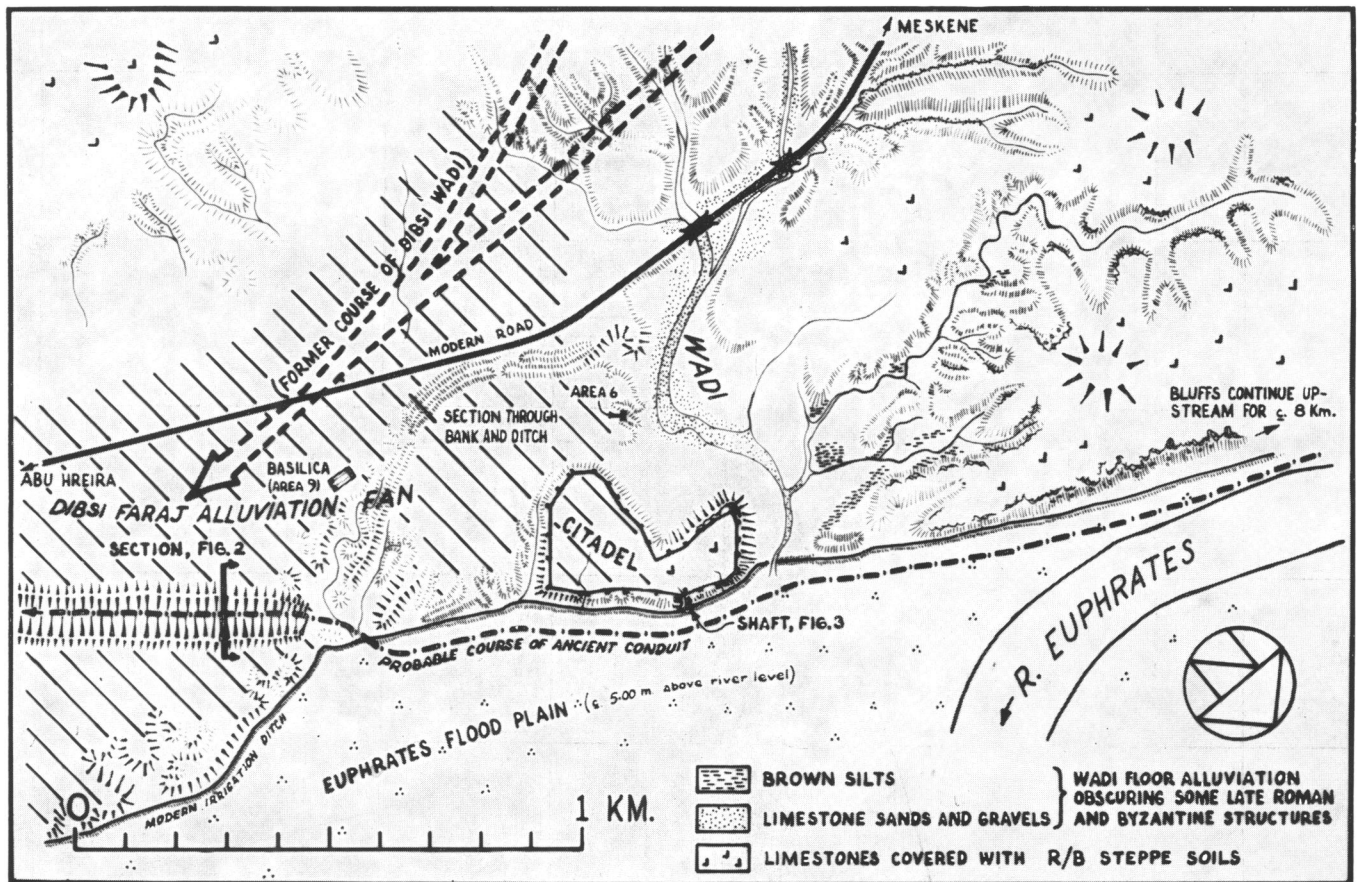 MESKENE
(FORMER COURSE OF DIBSI WADI)
MODERN ROAD
WADI
AREA 6
SECTION THROUGH
BANK AND DITCH
BLUFFS CONTINUE UP-
STREAM FOR c. 8 Km.
ABU HREIRA
BASILICA
(AREA 9)
DIBSI FARAJ ALLUVIATION FAN
SECTION, FIG. 2
CITADEL
SHAFT, FIG. 3
PROBABLE COURSE OF ANCIENT CONDUIT
R. EUPHRATES
EUPHRATES FLOOD PLAIN (c 5.00 m above river level)
MODERN IRRIGATION DITCH
0
1 KM.
BROWN SILTS
LIMESTONE SANDS AND GRAVELS
WADI FLOOR ALLUVIATION
OBSCURING SOME LATE ROMAN
AND BYZANTINE STRUCTURES
LIMESTONES COVERED WITH R/B STEPPE SOILS